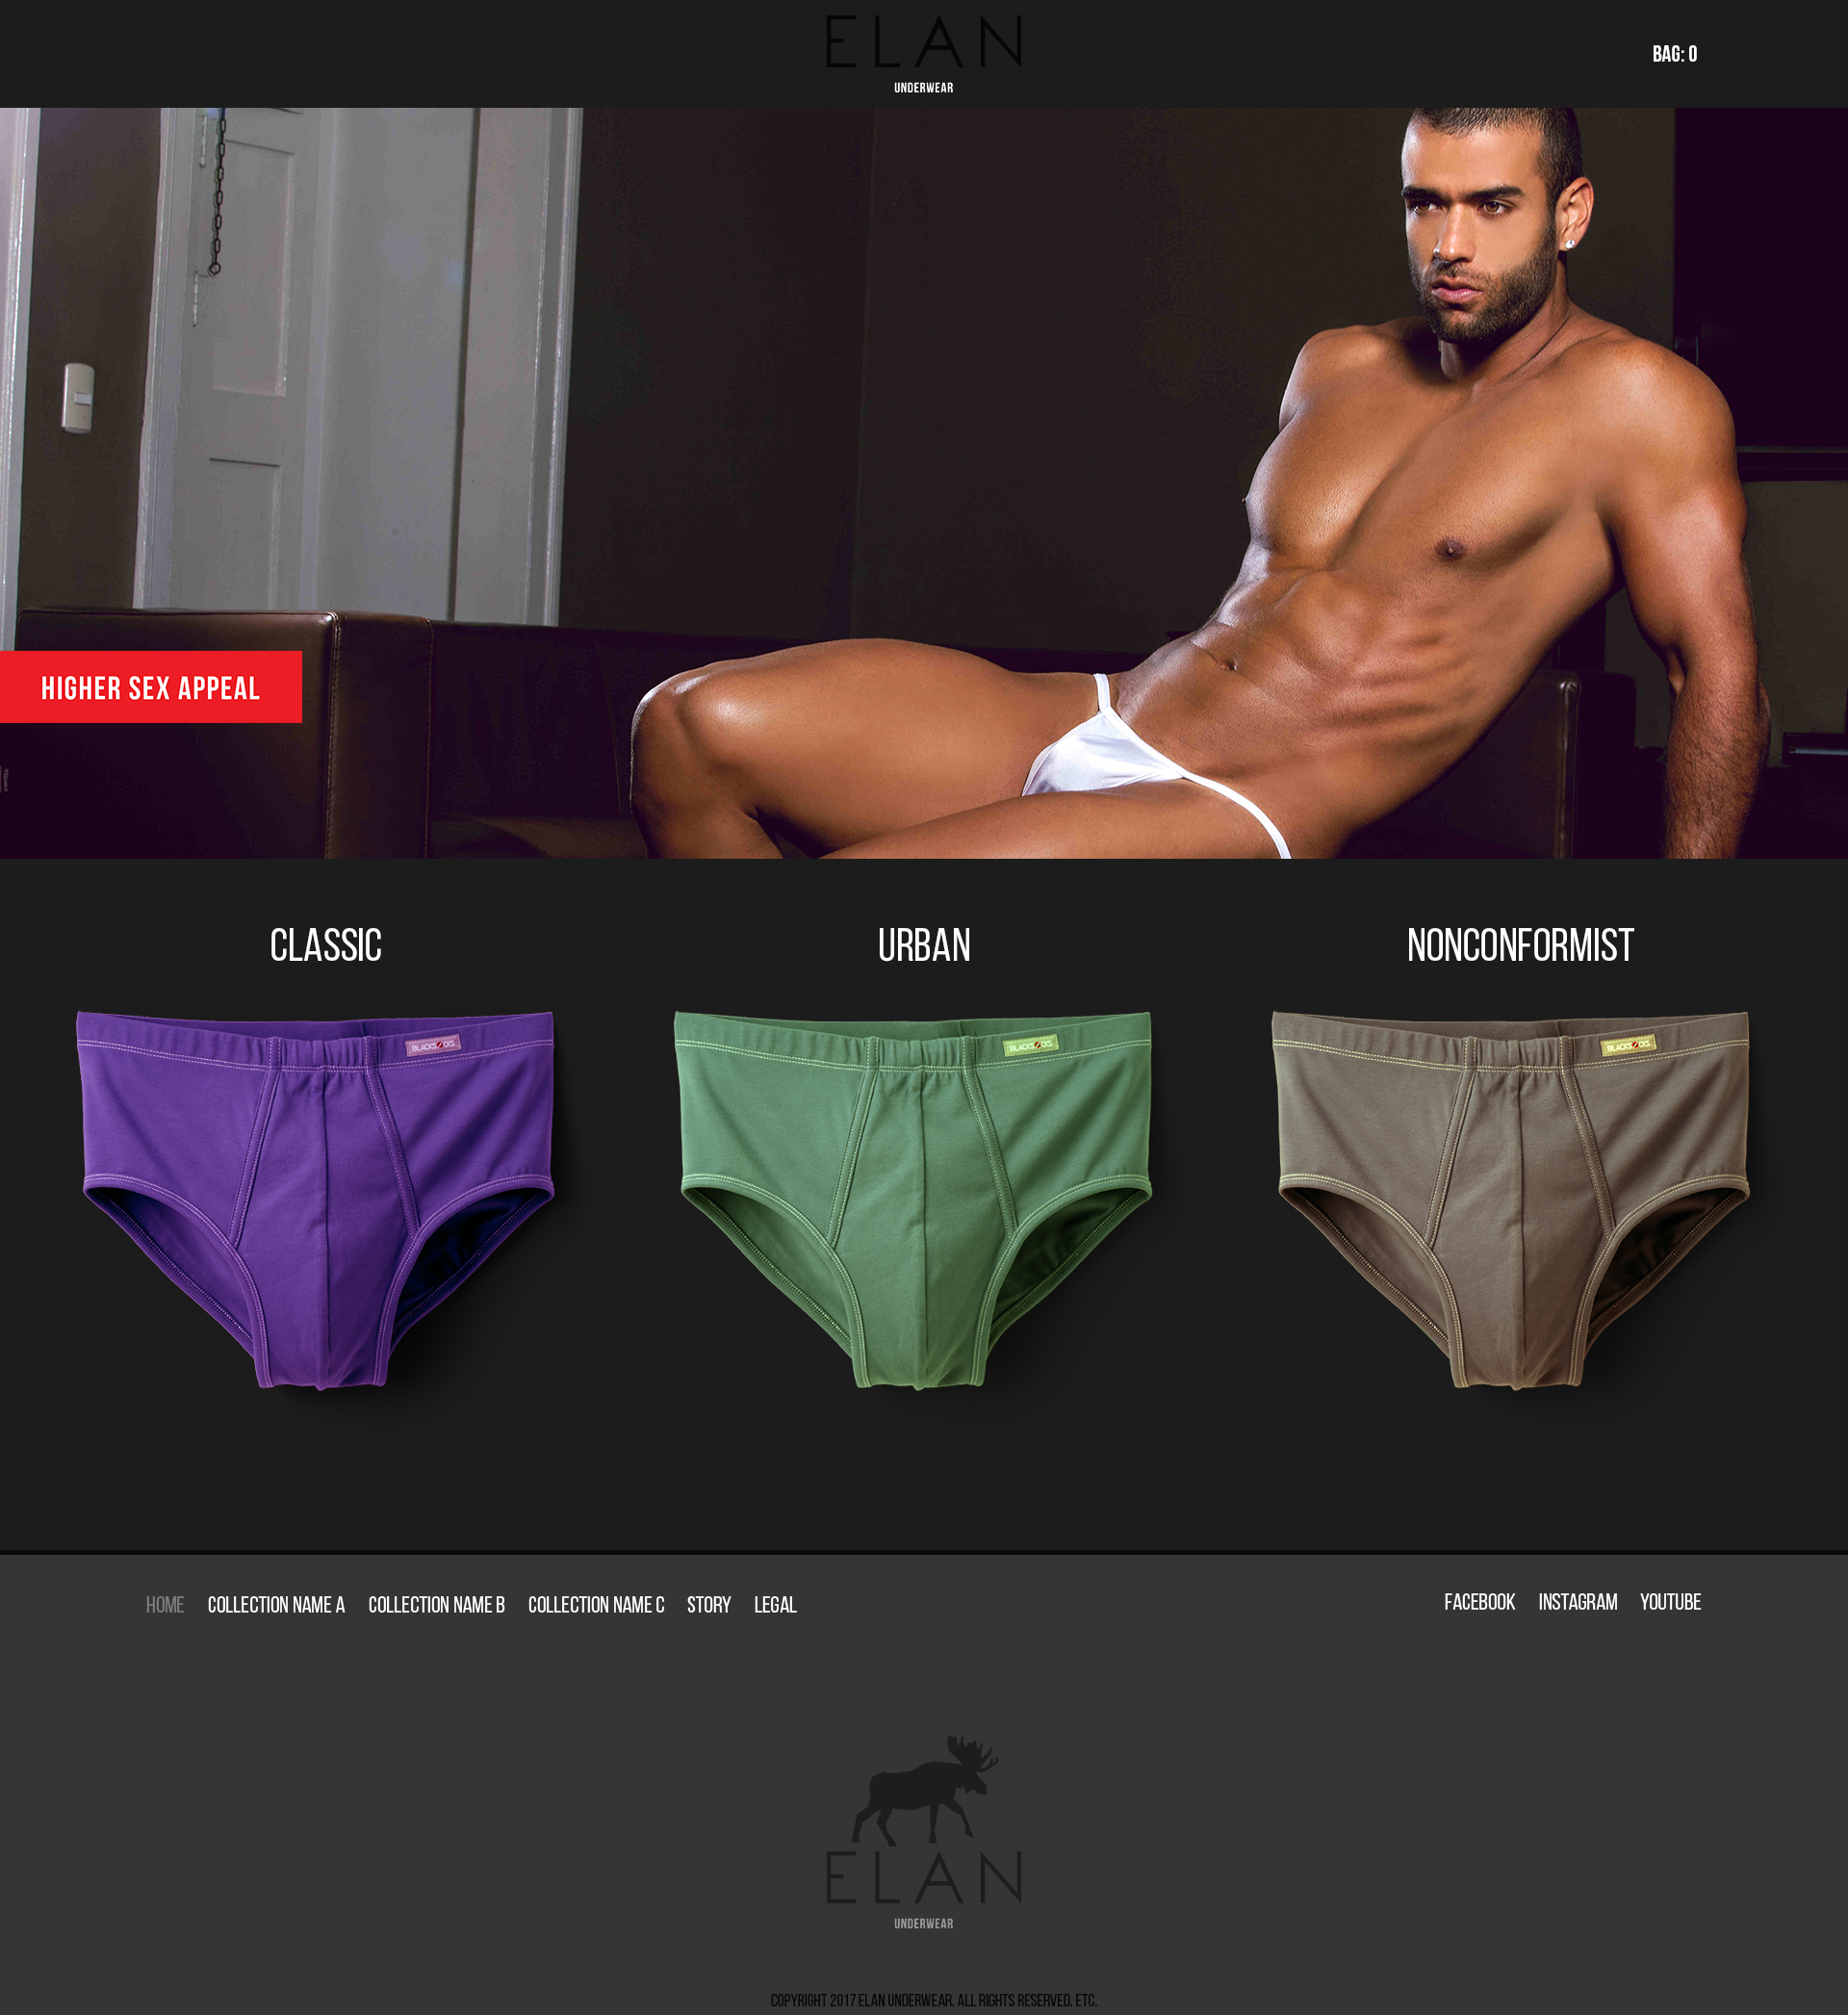 ELAN
UNDERWEAR
BAG: 0
HIGHER SEX APPEAL
CLASSIC
URBAN
NONCONFORMIST
BLACKSOCKS
BLACKSOCKS
BLACKSOCKS
HOME COLLECTION NAME A COLLECTION NAME B COLLECTION NAME C STORY LEGAL
FACEBOOK INSTAGRAM YOUTUBE
ELAN
UNDERWEAR
COPYRIGHT 2017 ELAN UNDERWEAR. ALL RIGHTS RESERVED. ETC.